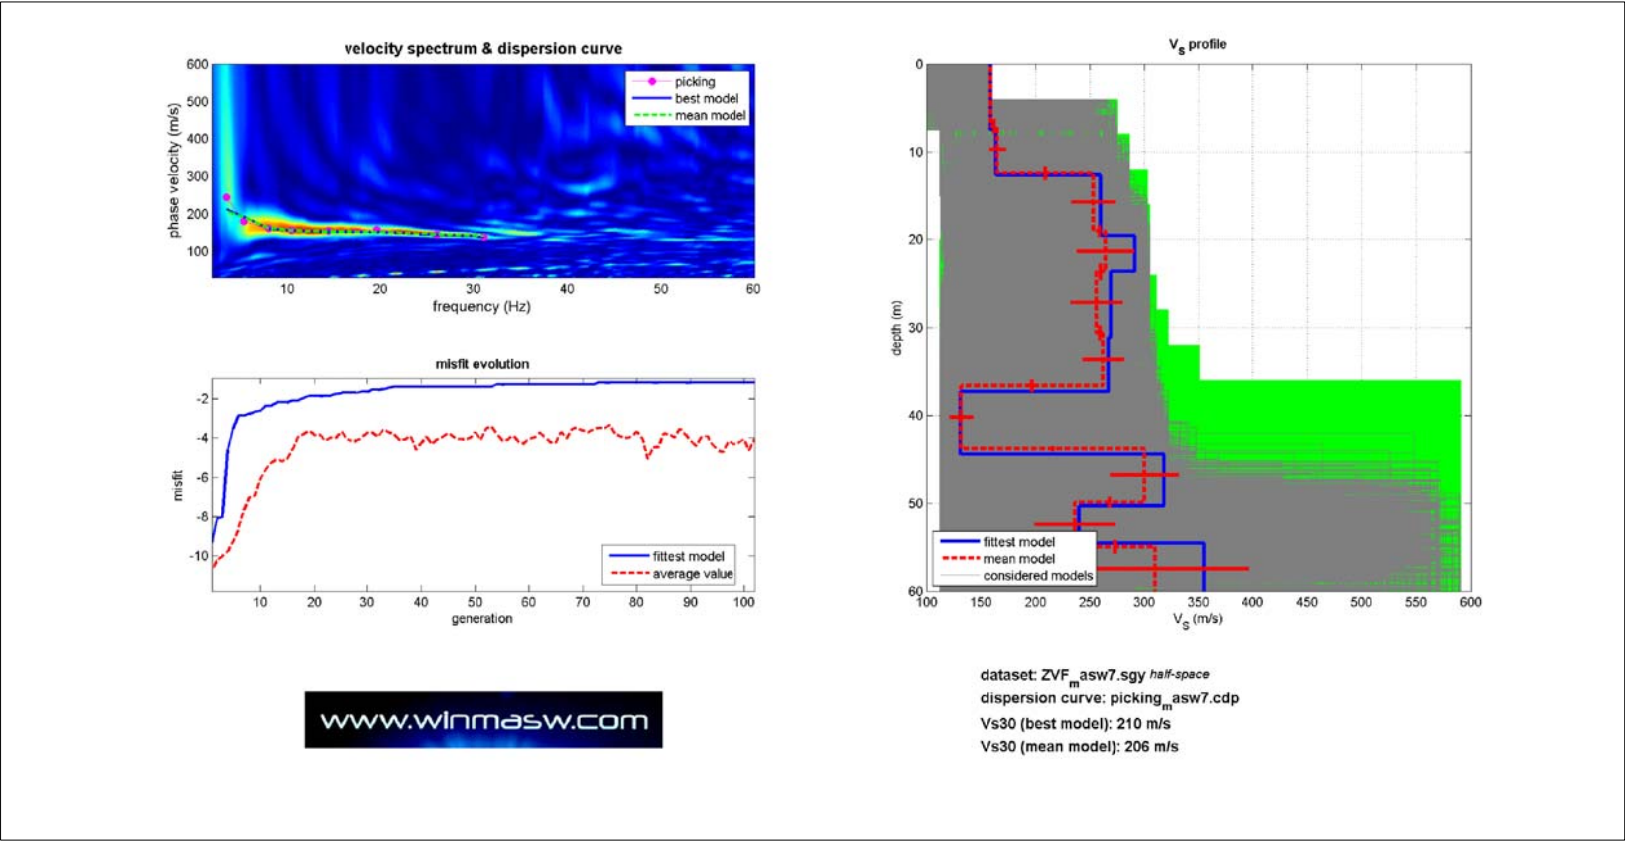 velocity spectrum & dispersion curve
600
500
400
300
200
100
phase velocity (m/s)
picking
best model
mean model
10
20
30
40
50
60
frequency (Hz)
misfit evolution
-2
-4
-6
-8
-10
misfit
fittest model
average value
10
20
30
40
50
60
70
80
90
100
generation
www.winmasw.com
VS profile
0
10
20
30
40
50
60
depth (m)
fittest model
mean model
considered models
100
150
200
250
300
350
400
450
500
550
600
VS (m/s)
dataset: ZVFmasw7.sgy half-space
dispersion curve: pickingmasw7.cdp
Vs30 (best model): 210 m/s
Vs30 (mean model): 206 m/s